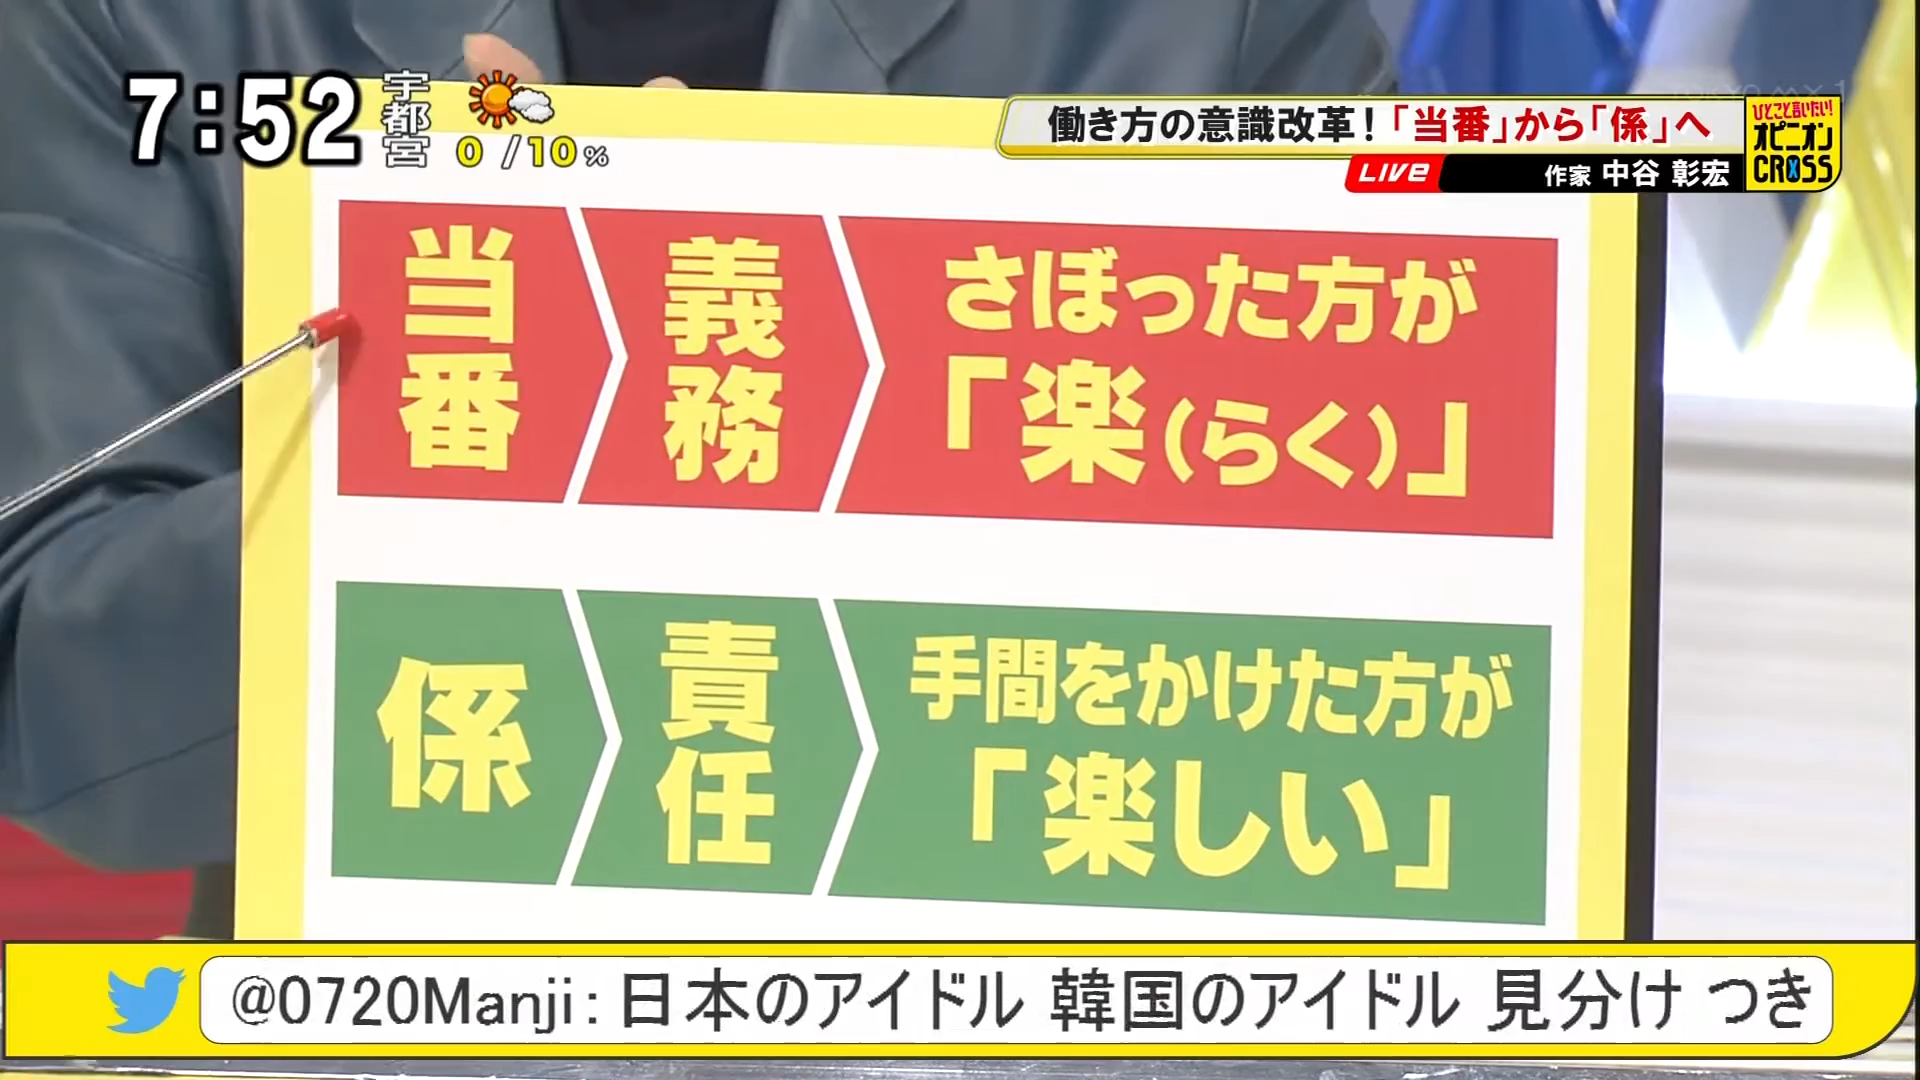 7:52
宇都宮
0/10%
TOKYO MX 1
働き方の意識改革！「当番」から「係」へ
ひとこと言いたい!
オピニオン
CROSS
LIVE
作家 中谷 彰宏
当番
義務
さぼった方が
「楽(らく)」
係
責任
手間をかけた方が
「楽しい」
@0720Manji: 日本のアイドル 韓国のアイドル 見分け つき